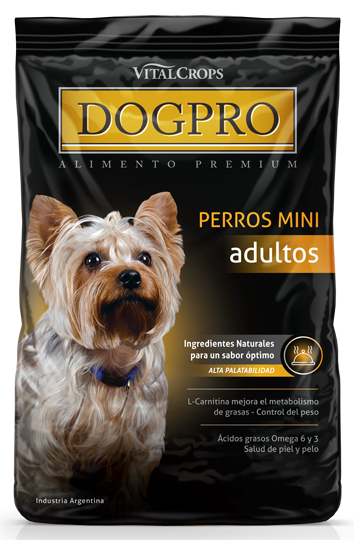 VITALCROPS
DOGPRO
ALIMENTO PREMIUM
PERROS MINI
adultos
Ingredientes Naturales
para un sabor óptimo
ALTA PALATABILIDAD
L-Carnitina mejora el metabolismo
de grasas - Control del peso
Ácidos grasos Omega 6 y 3
Salud de piel y pelo
Industria Argentina